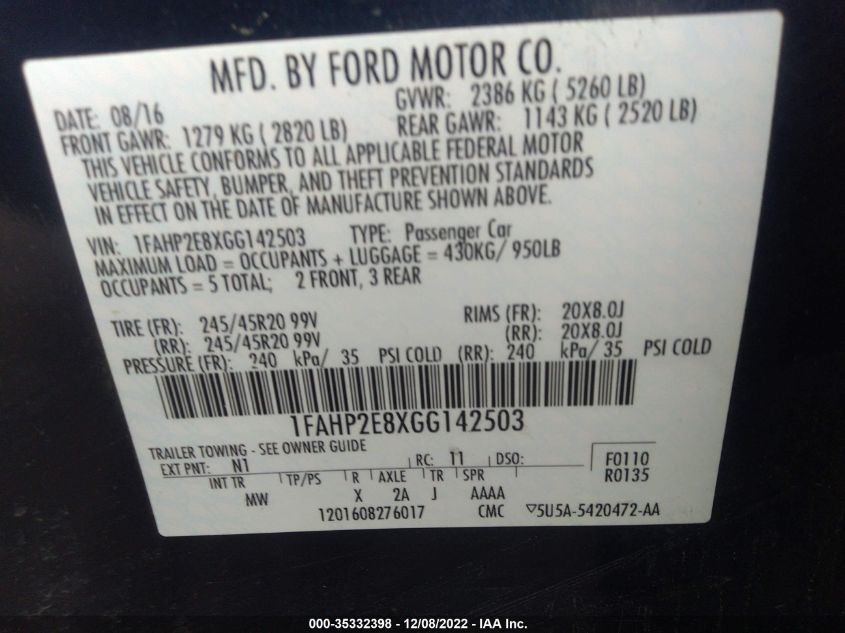 MFD. BY FORD MOTOR CO.
DATE: 08/16 GVWR: 2386 KG ( 5260 LB)
FRONT GAWR: 1279 KG ( 2820 LB) REAR GAWR: 1143 KG ( 2520 LB)
THIS VEHICLE CONFORMS TO ALL APPLICABLE FEDERAL MOTOR
VEHICLE SAFETY, BUMPER, AND THEFT PREVENTION STANDARDS
IN EFFECT ON THE DATE OF MANUFACTURE SHOWN ABOVE.
VIN: 1FAHP2E8XGG142503 TYPE: Passenger Car
MAXIMUM LOAD = OCCUPANTS + LUGGAGE = 430KG/ 950LB
OCCUPANTS = 5 TOTAL; 2 FRONT, 3 REAR
TIRE (FR): 245/45R20 99V RIMS (FR): 20X8.0J
(RR): 245/45R20 99V (RR): 20X8.0J
PRESSURE (FR): 240 kPa/ 35 PSI COLD (RR): 240 kPa/ 35 PSI COLD
1FAHP2E8XGG142503
TRAILER TOWING - SEE OWNER GUIDE
EXT PNT: N1 RC: 11 DSO: F0110
INT TR TP/PS R AXLE TR SPR R0135
MW X 2A J AAAA
1201608276017 CMC ▽5U5A-5420472-AA
000-35332398 - 12/08/2022 - IAA Inc.